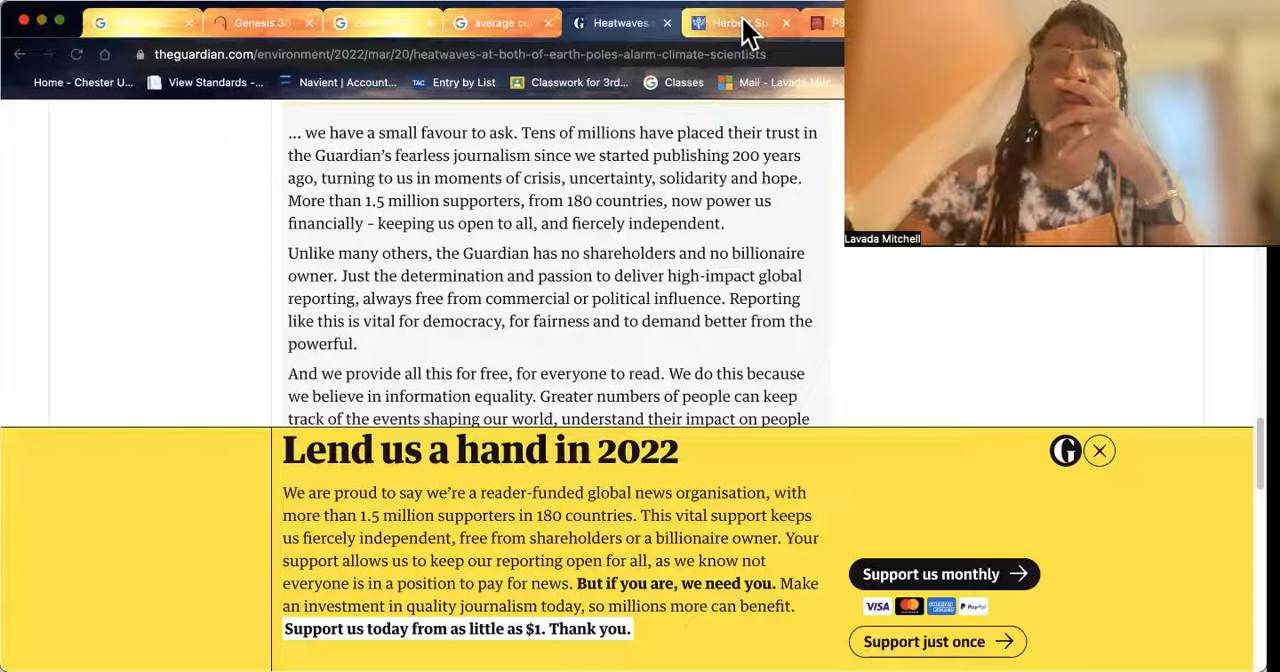 Genesis 30
average co
Heatwaves
Herbe Sp
PS
theguardian.com/environment/2022/mar/20/heatwaves-at-both-of-earth-poles-alarm-climate-scientists
Home - Chester U... View Standards -... Navient | Account... TAC Entry by List Classwork for 3rd... Classes Mail - Lavada Mitc...
... we have a small favour to ask. Tens of millions have placed their trust in
the Guardian's fearless journalism since we started publishing 200 years
ago, turning to us in moments of crisis, uncertainty, solidarity and hope.
More than 1.5 million supporters, from 180 countries, now power us
financially – keeping us open to all, and fiercely independent.
Unlike many others, the Guardian has no shareholders and no billionaire
owner. Just the determination and passion to deliver high-impact global
reporting, always free from commercial or political influence. Reporting
like this is vital for democracy, for fairness and to demand better from the
powerful.
And we provide all this for free, for everyone to read. We do this because
we believe in information equality. Greater numbers of people can keep
track of the events shaping our world, understand their impact on people
Lavada Mitchell
Lend us a hand in 2022
We are proud to say we're a reader-funded global news organisation, with
more than 1.5 million supporters in 180 countries. This vital support keeps
us fiercely independent, free from shareholders or a billionaire owner. Your
support allows us to keep our reporting open for all, as we know not
everyone is in a position to pay for news. But if you are, we need you. Make
an investment in quality journalism today, so millions more can benefit.
Support us today from as little as $1. Thank you.
Support us monthly
VISA PayPal
Support just once